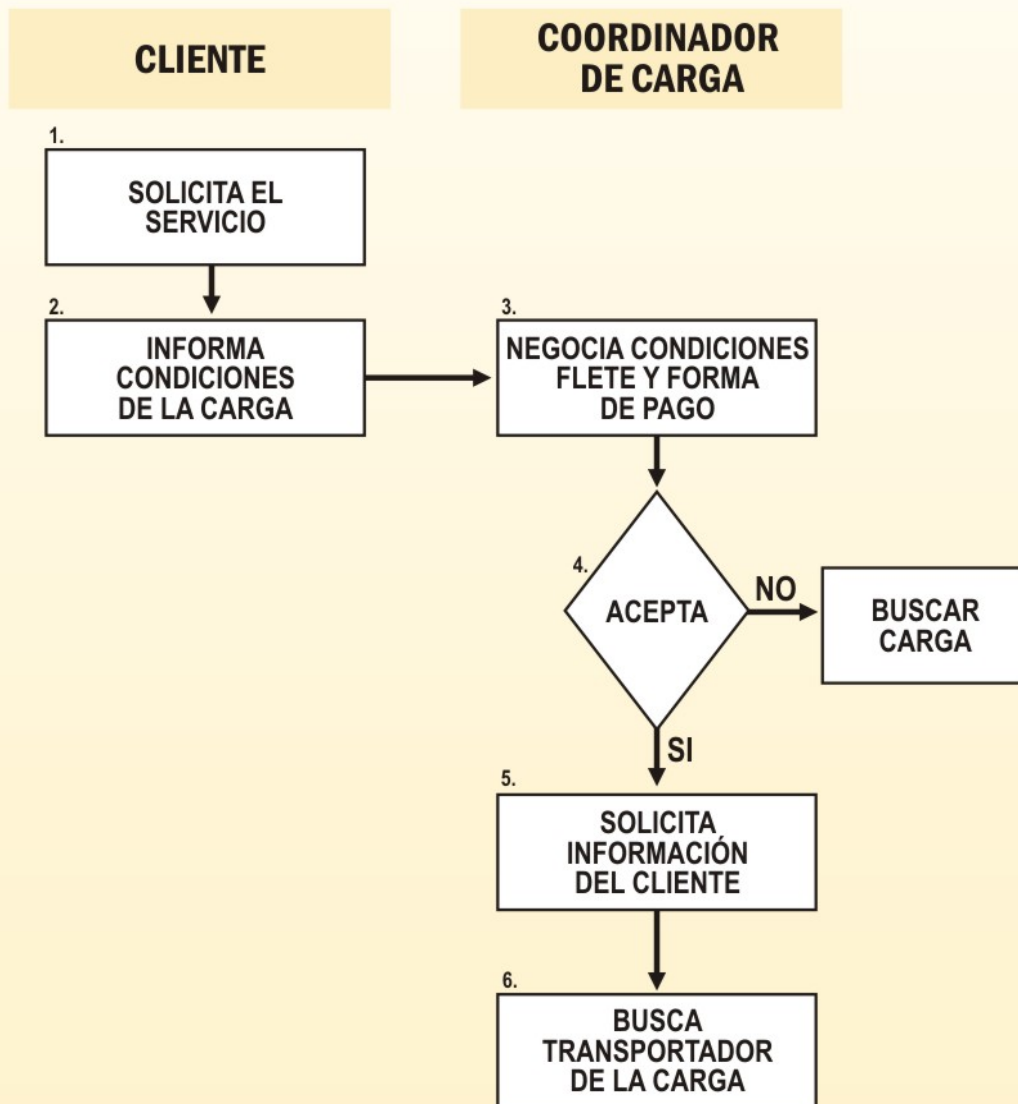 CLIENTE
COORDINADOR
DE CARGA
1.
SOLICITA EL
SERVICIO
2.
INFORMA
CONDICIONES
DE LA CARGA
3.
NEGOCIA CONDICIONES
FLETE Y FORMA
DE PAGO
4.
ACEPTA
NO
BUSCAR
CARGA
SI
5.
SOLICITA
INFORMACIÓN
DEL CLIENTE
6.
BUSCA
TRANSPORTADOR
DE LA CARGA